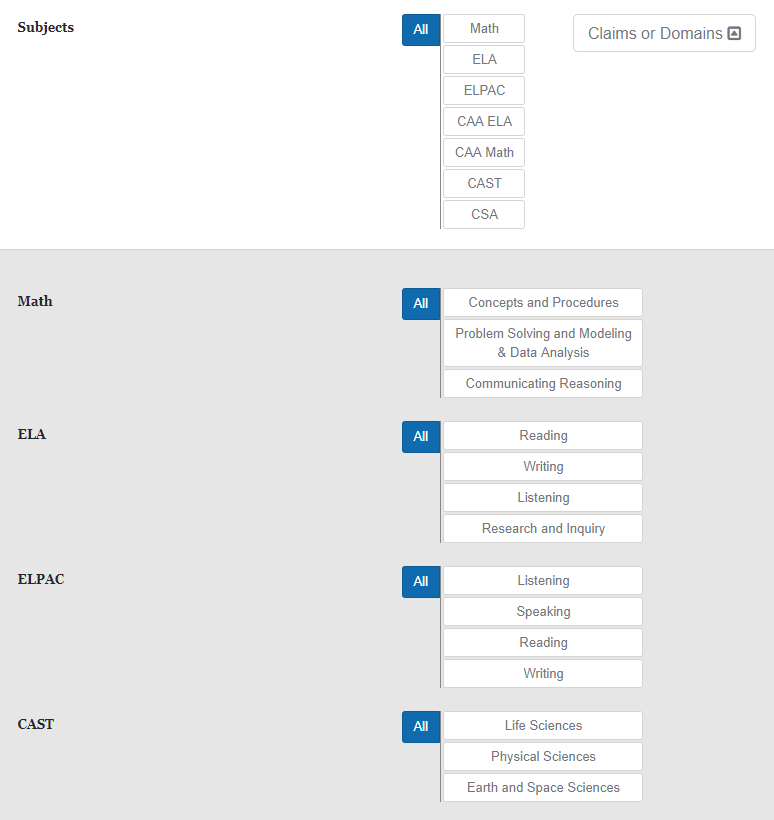 Subjects
All
Math
Claims or Domains
ELA
ELPAC
CAA ELA
CAA Math
CAST
CSA
Math
All
Concepts and Procedures
Problem Solving and Modeling
& Data Analysis
Communicating Reasoning
ELA
All
Reading
Writing
Listening
Research and Inquiry
ELPAC
All
Listening
Speaking
Reading
Writing
CAST
All
Life Sciences
Physical Sciences
Earth and Space Sciences